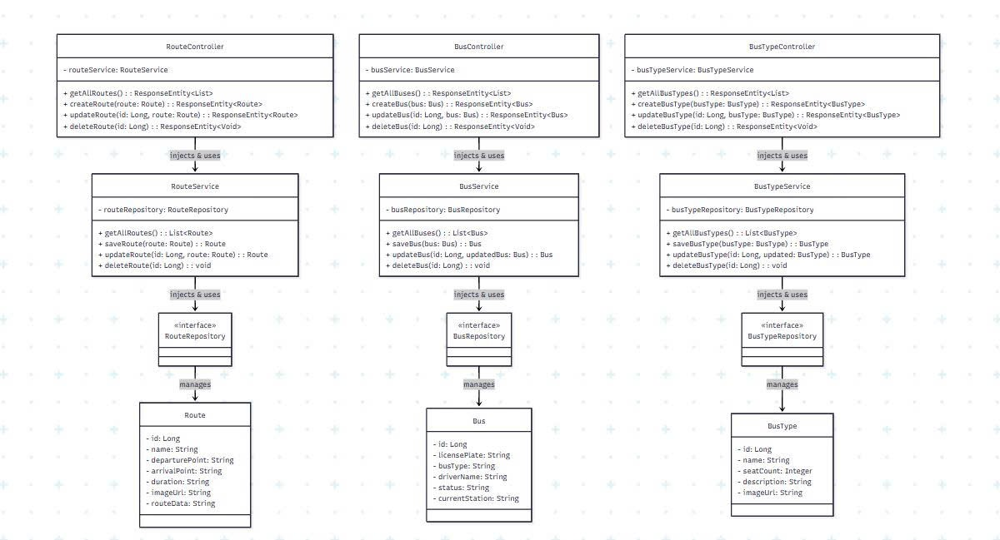 RouteController
- routeService: RouteService
+ getAllRoutes() : : ResponseEntity<List>
+ createRoute(route: Route) : : ResponseEntity<Route>
+ updateRoute(id: Long, route: Route) : : ResponseEntity<Route>
+ deleteRoute(id: Long) : : ResponseEntity<Void>
injects & uses
RouteService
- routeRepository: RouteRepository
+ getAllRoutes() : : List<Route>
+ saveRoute(route: Route) : : Route
+ updateRoute(id: Long, route: Route) : : Route
+ deleteRoute(id: Long) : : void
injects & uses
«interface»
RouteRepository
manages
Route
- id: Long
- name: String
- departurePoint: String
- arrivalPoint: String
- duration: String
- imageUrl: String
- routeData: String
BusController
- busService: BusService
+ getAllBuses() : : ResponseEntity<List>
+ createBus(bus: Bus) : : ResponseEntity<Bus>
+ updateBus(id: Long, bus: Bus) : : ResponseEntity<Bus>
+ deleteBus(id: Long) : : ResponseEntity<Void>
injects & uses
BusService
- busRepository: BusRepository
+ getAllBuses() : : List<Bus>
+ saveBus(bus: Bus) : : Bus
+ updateBus(id: Long, updatedBus: Bus) : : Bus
+ deleteBus(id: Long) : : void
injects & uses
«interface»
BusRepository
manages
Bus
- id: Long
- licensePlate: String
- busType: String
- driverName: String
- status: String
- currentStation: String
BusTypeController
- busTypeService: BusTypeService
+ getAllBusTypes() : : ResponseEntity<List>
+ createBusType(busType: BusType) : : ResponseEntity<BusType>
+ updateBusType(id: Long, busType: BusType) : : ResponseEntity<BusType>
+ deleteBusType(id: Long) : : ResponseEntity<Void>
injects & uses
BusTypeService
- busTypeRepository: BusTypeRepository
+ getAllBusTypes() : : List<BusType>
+ saveBusType(busType: BusType) : : BusType
+ updateBusType(id: Long, updated: BusType) : : BusType
+ deleteBusType(id: Long) : : void
injects & uses
«interface»
BusTypeRepository
manages
BusType
- id: Long
- name: String
- seatCount: Integer
- description: String
- imageUrl: String